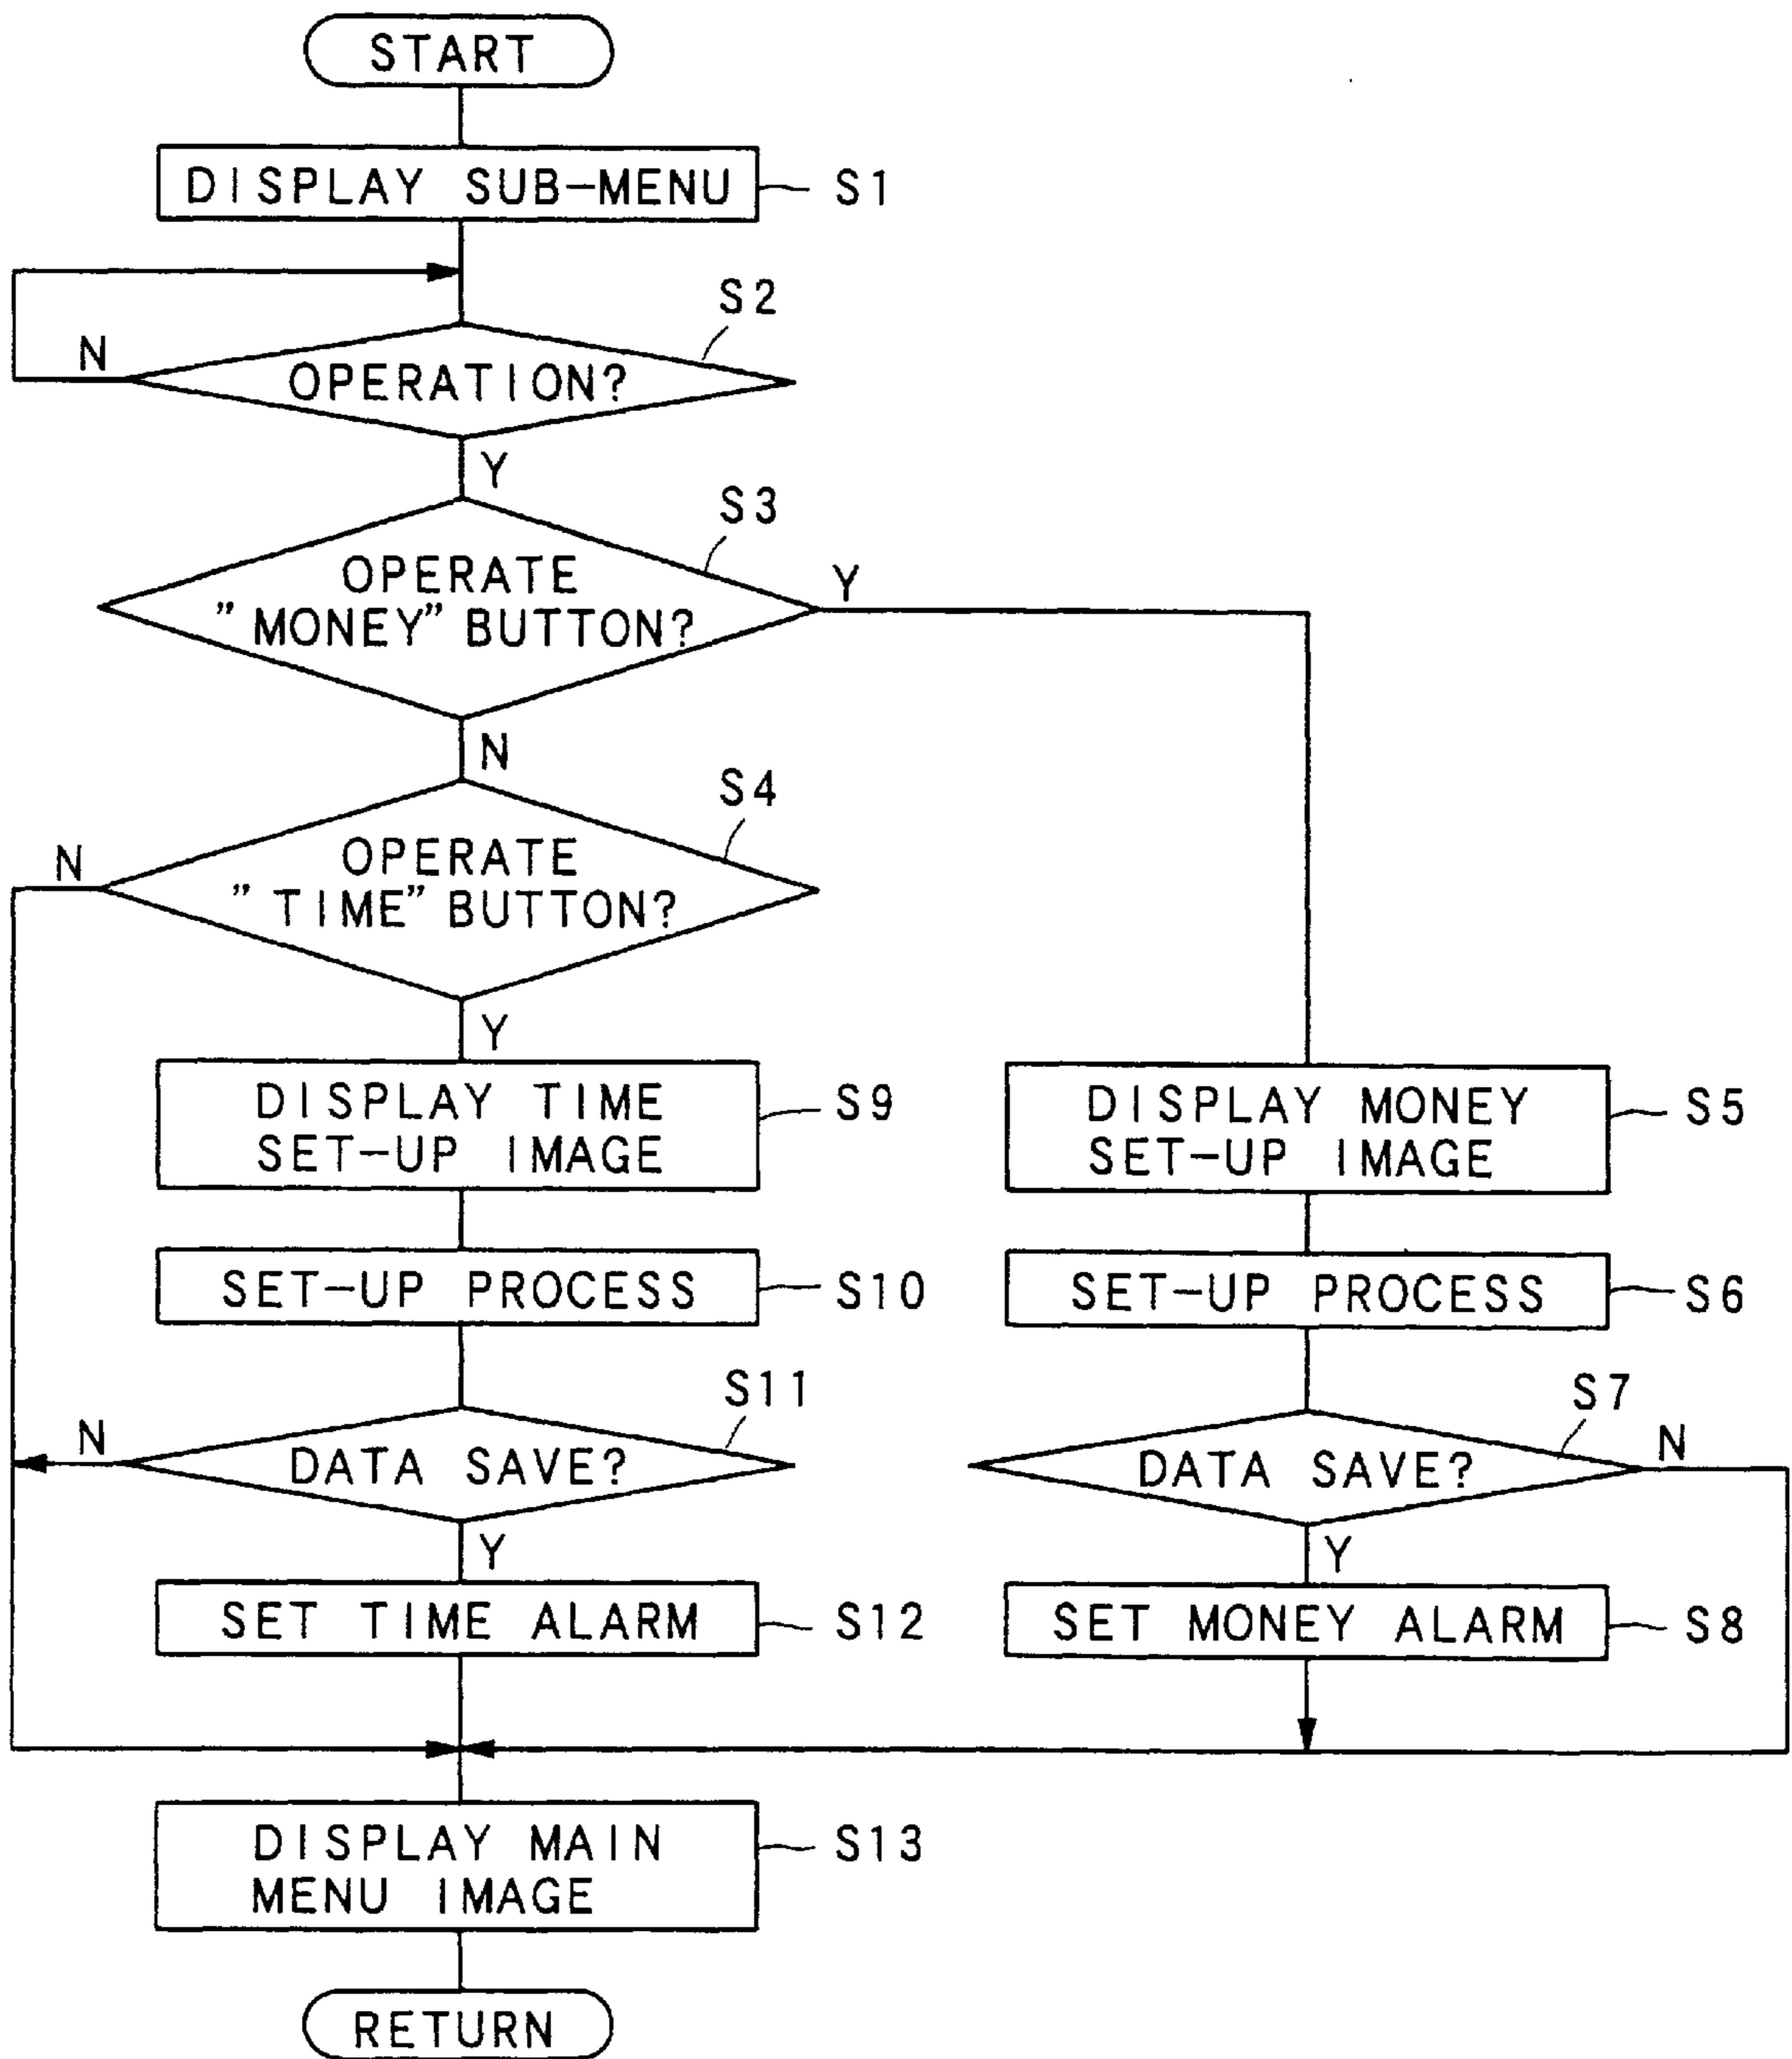 START
DISPLAY SUB-MENU
S1
S2
N
OPERATION?
Y
S3
OPERATE
"MONEY" BUTTON?
Y
N
S4
N
OPERATE
"TIME" BUTTON?
Y
DISPLAY TIME
SET-UP IMAGE
S9
DISPLAY MONEY
SET-UP IMAGE
S5
SET-UP PROCESS
S10
SET-UP PROCESS
S6
S11
N
DATA SAVE?
Y
S7
DATA SAVE?
N
Y
SET TIME ALARM
S12
SET MONEY ALARM
S8
DISPLAY MAIN
MENU IMAGE
S13
RETURN